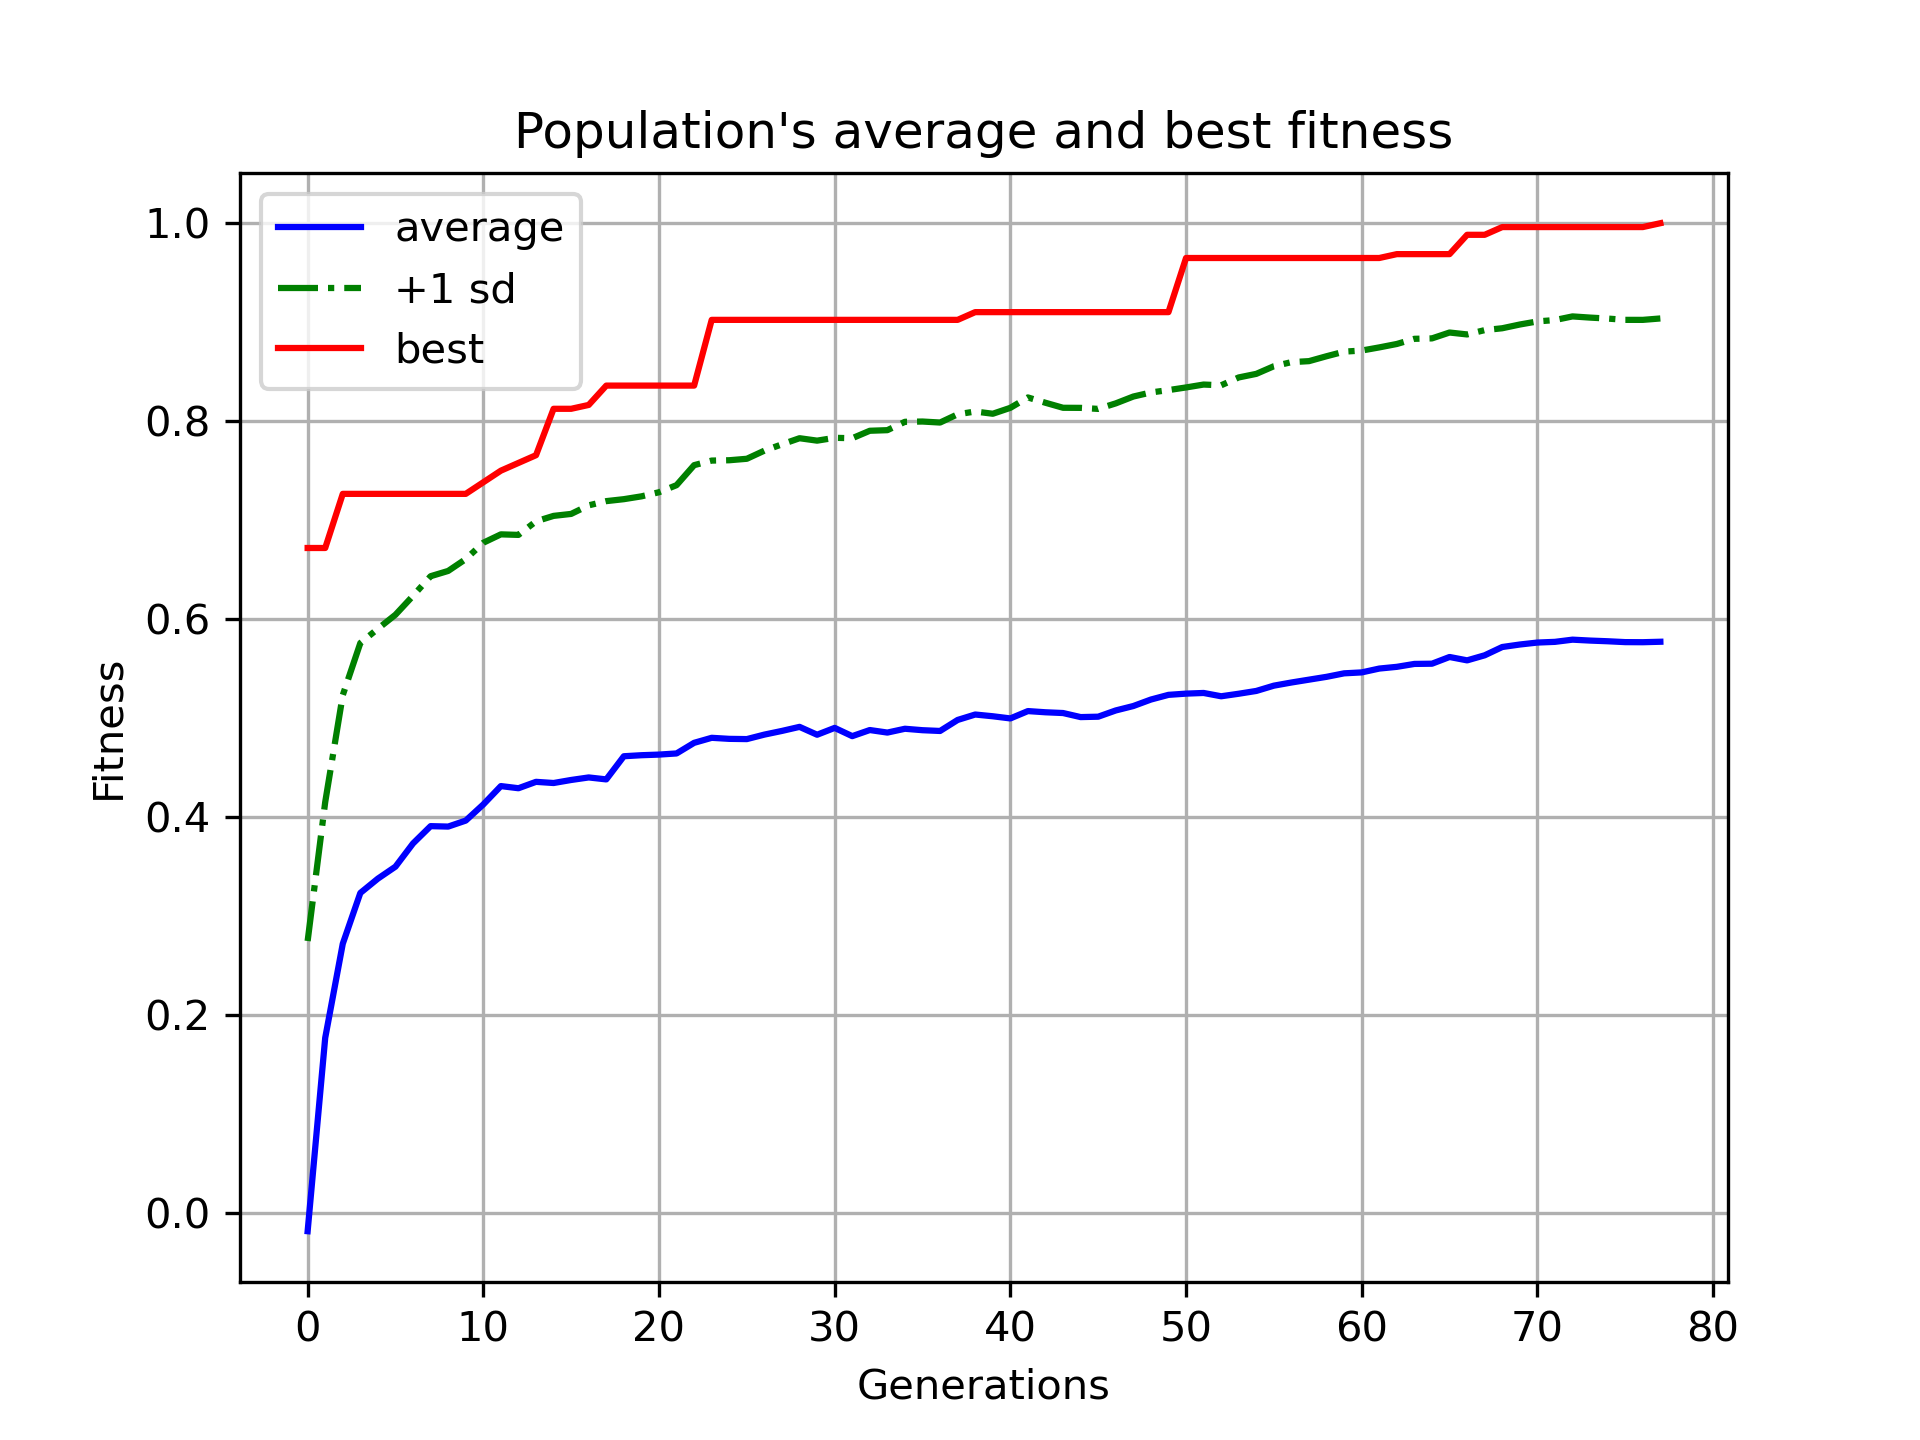 Population's average and best fitness
average
+1 sd
best
1.0
0.8
0.6
0.4
0.2
0.0
Fitness
0 10 20 30 40 50 60 70 80
Generations